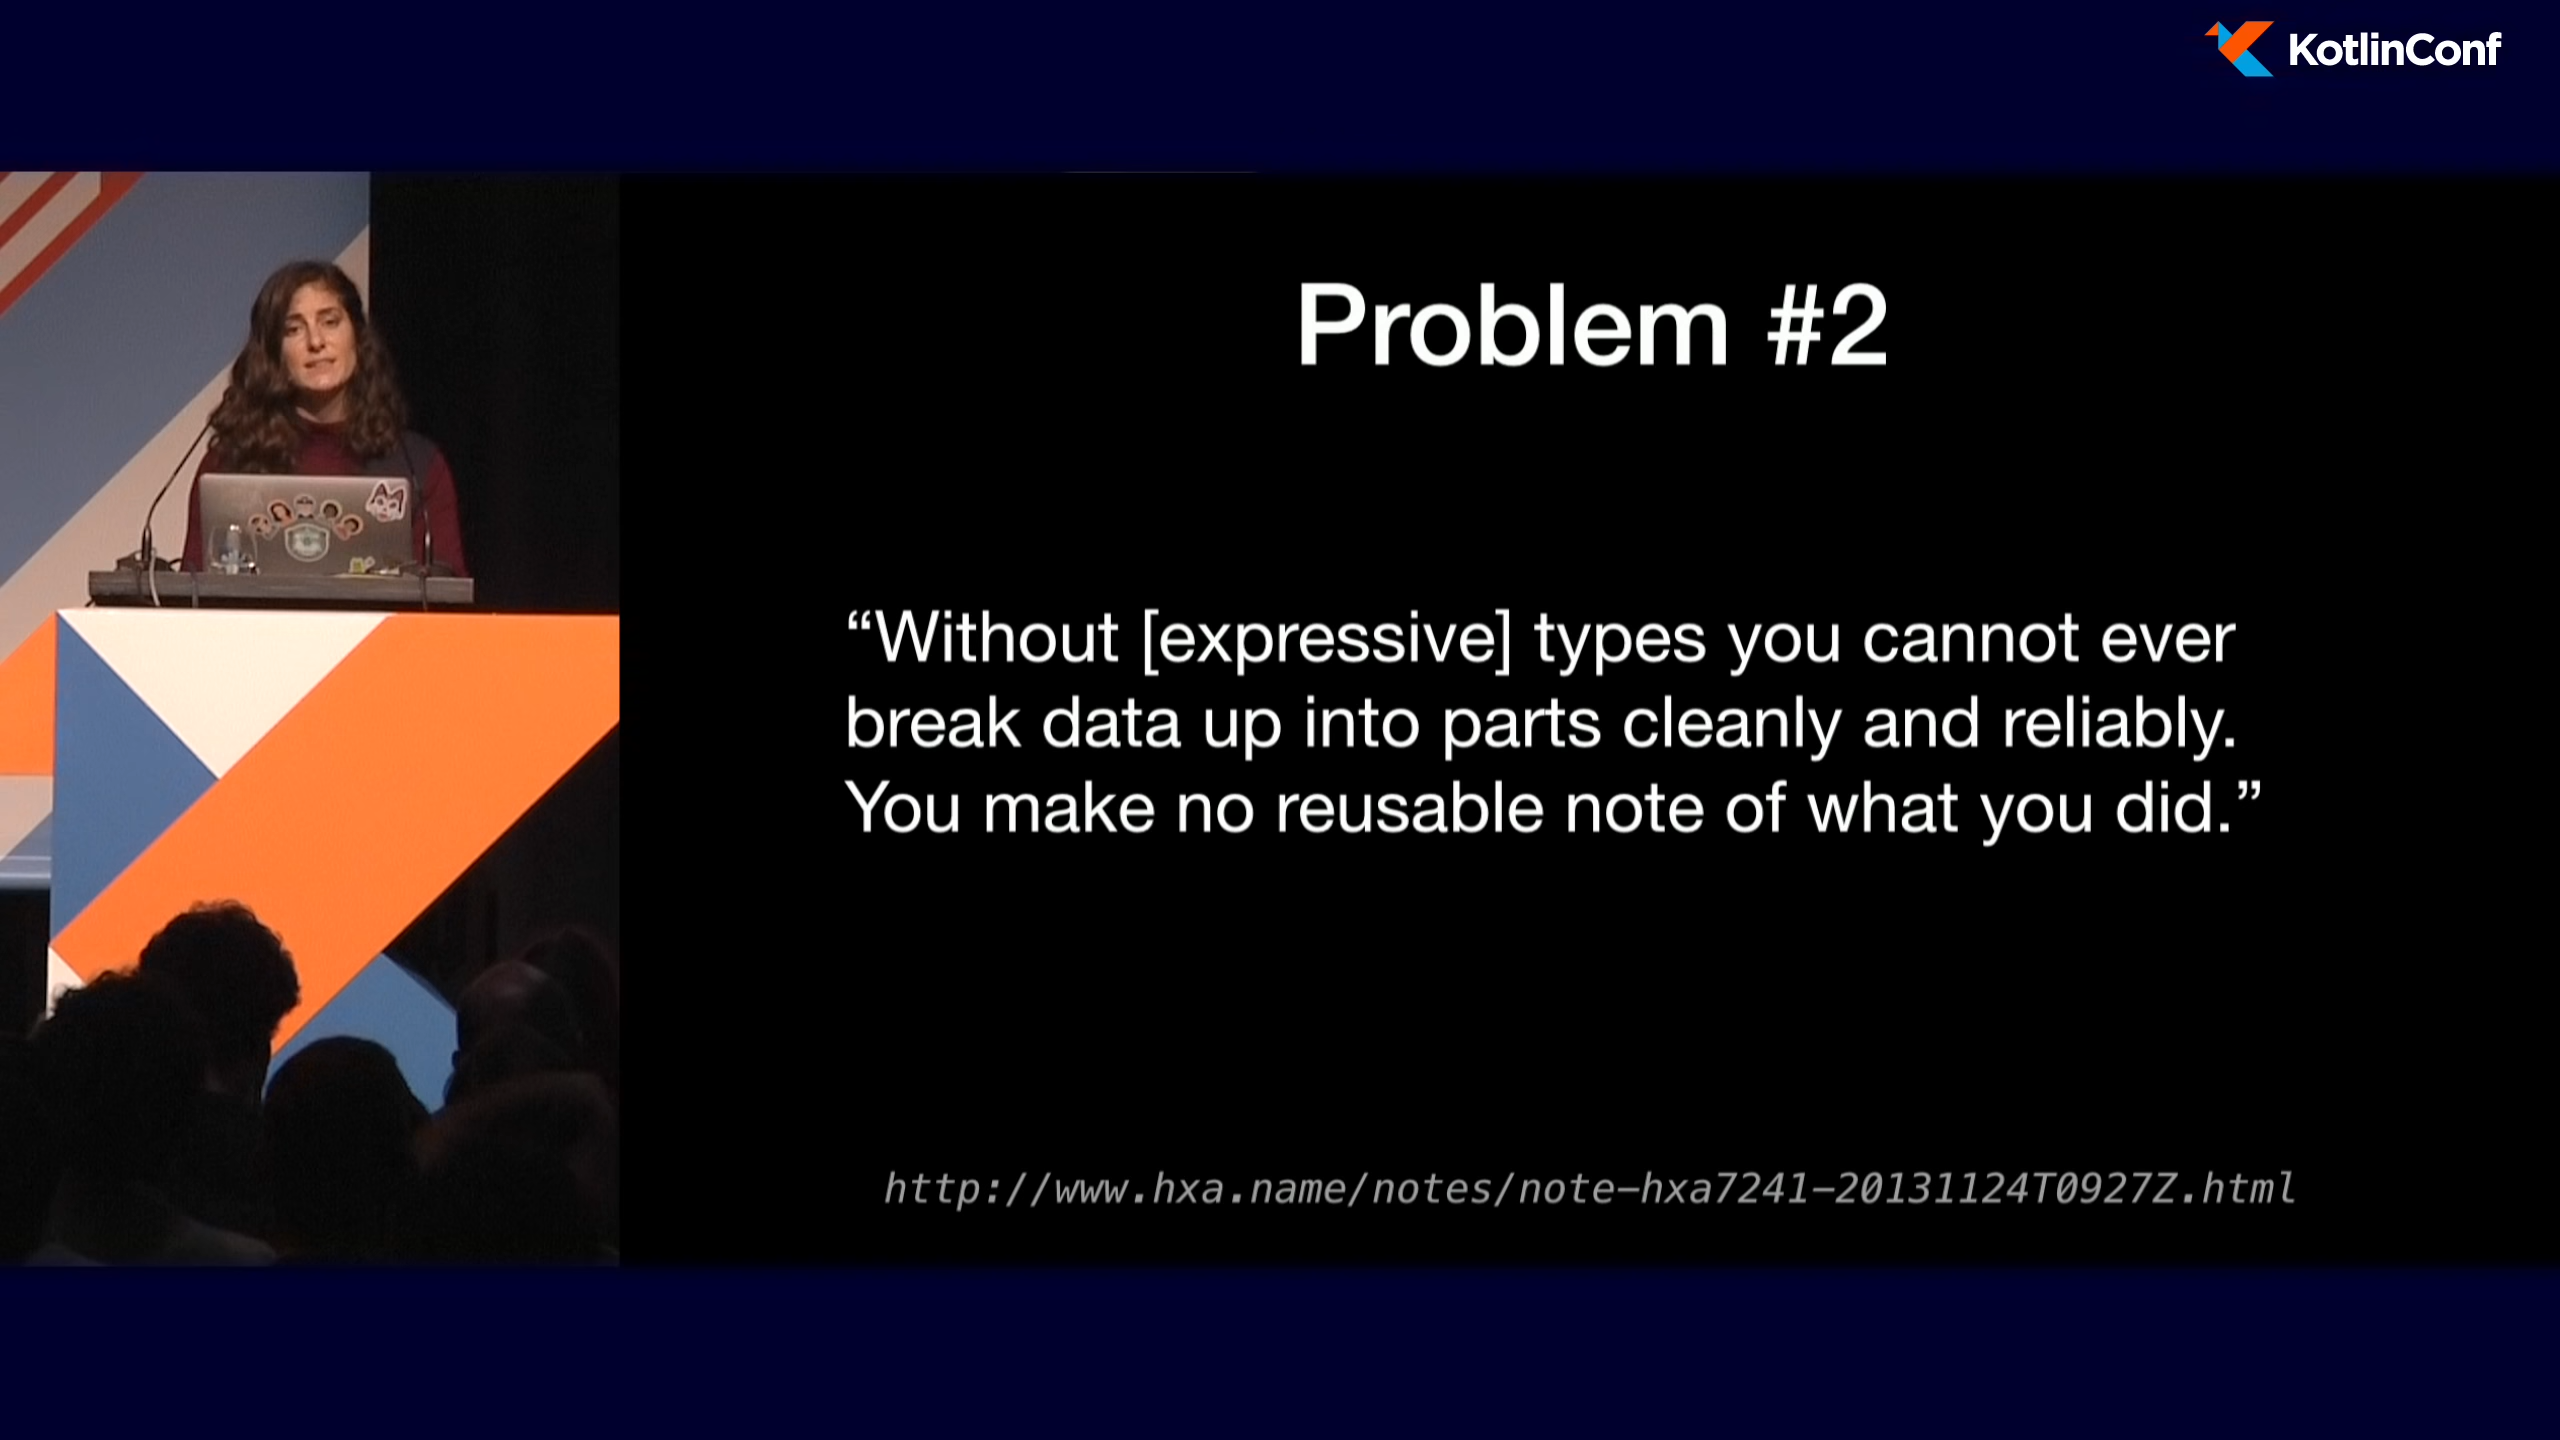 KotlinConf
Problem #2
“Without [expressive] types you cannot ever
break data up into parts cleanly and reliably.
You make no reusable note of what you did.”
http://www.hxa.name/notes/note-hxa7241-20131124T0927Z.html